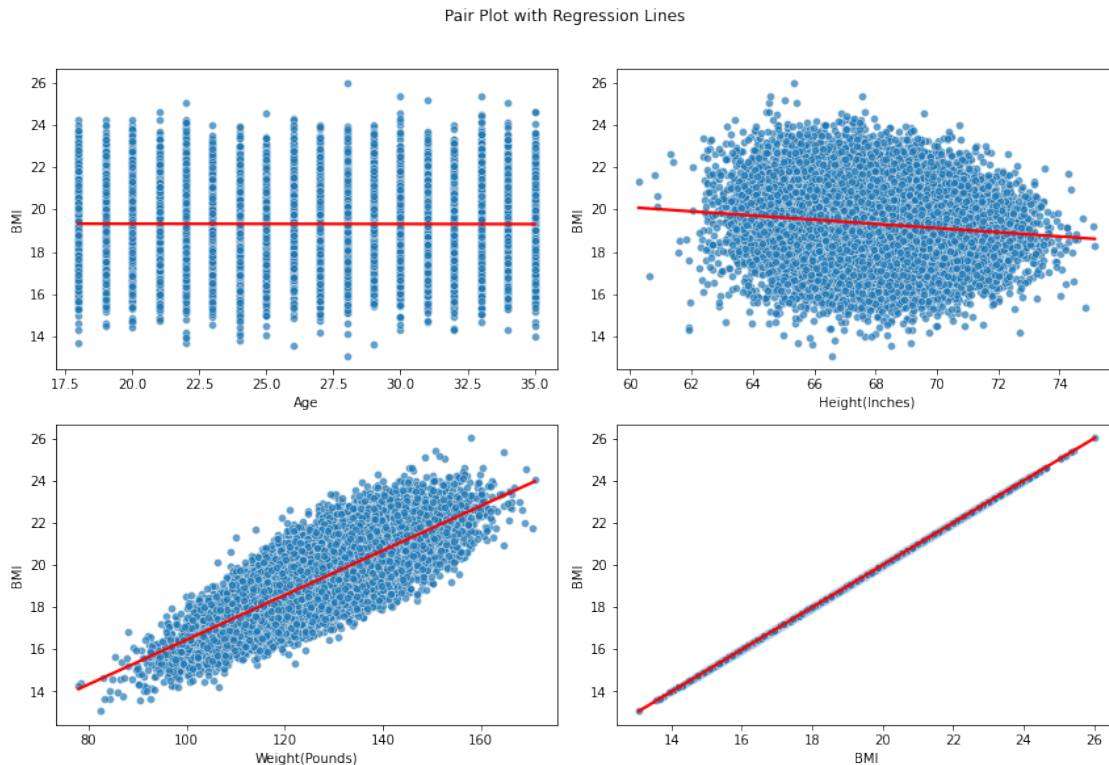 Pair Plot with Regression Lines
26
24
22
20
18
16
14
BMI
17.5 20.0 22.5 25.0 27.5 30.0 32.5 35.0
Age
26
24
22
20
18
16
14
BMI
60 62 64 66 68 70 72 74
Height(Inches)
26
24
22
20
18
16
14
BMI
80 100 120 140 160
Weight(Pounds)
26
24
22
20
18
16
14
BMI
14 16 18 20 22 24 26
BMI